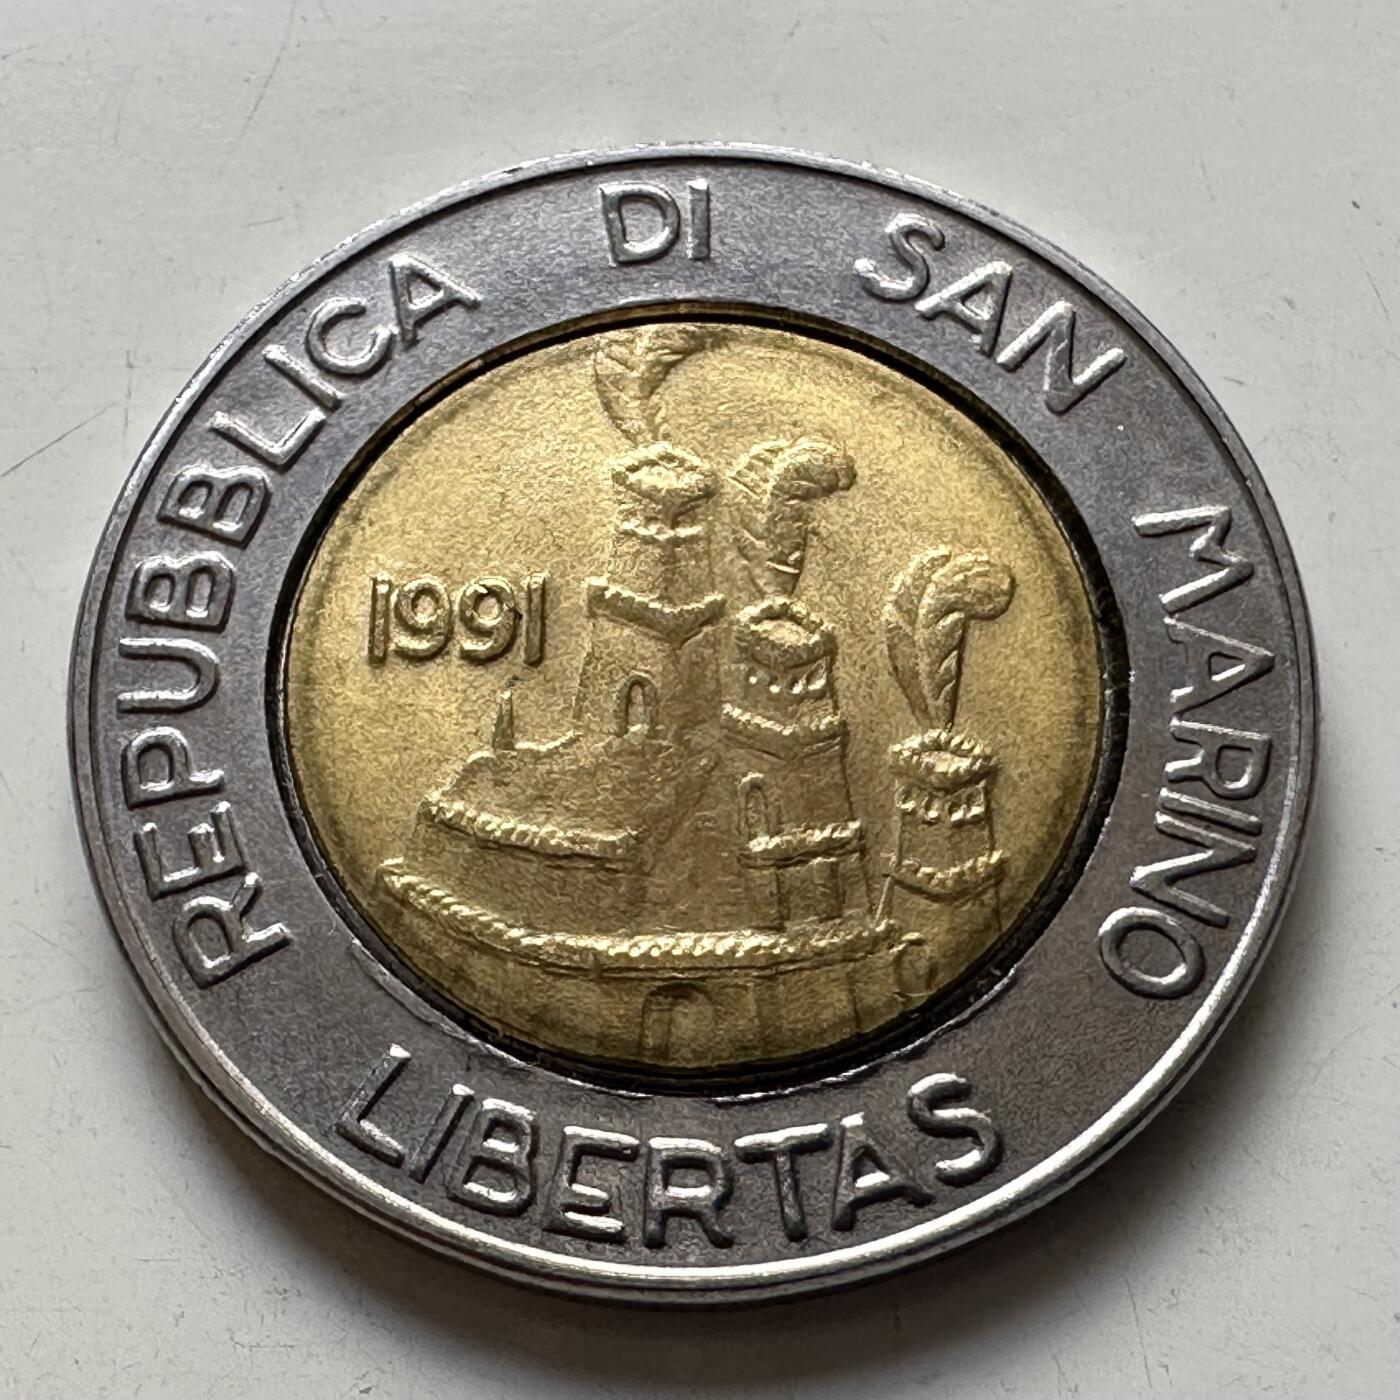 REPUBBLICA DI SAN MARINO
1991
LIBERTAS